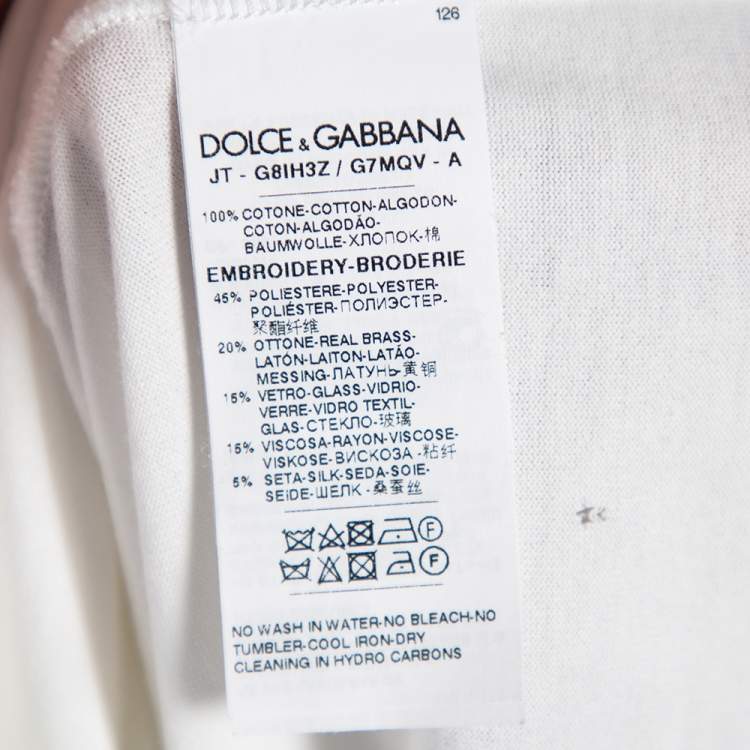 126
DOLCE & GABBANA
JT - G8IH3Z / G7MQV - A
100% COTONE-COTTON-ALGODON-
COTON-ALGODÃO-
BAUMWOLLE-ХЛОПОК-棉
EMBROIDERY-BRODERIE
45% POLIESTERE-POLYESTER-
POLIÉSTER-ПОЛИЭСТЕР-
聚酯纤维
20% OTTONE-REAL BRASS-
LATÓN-LAITON-LATÃO-
MESSING-ЛАТУНЬ-黄铜
15% VETRO-GLASS-VIDRIO-
VERRE-VIDRO TEXTIL-
GLAS-СТЕКЛО-玻璃
15% VISCOSA-RAYON-VISCOSE-
VISKOSE-ВИСКОЗА -粘纤
5% SETA-SILK-SEDA-SOIE-
SEIDE-ШЕЛК -桑蚕丝
F
F
NO WASH IN WATER-NO BLEACH-NO
TUMBLER-COOL IRON-DRY
CLEANING IN HYDRO CARBONS